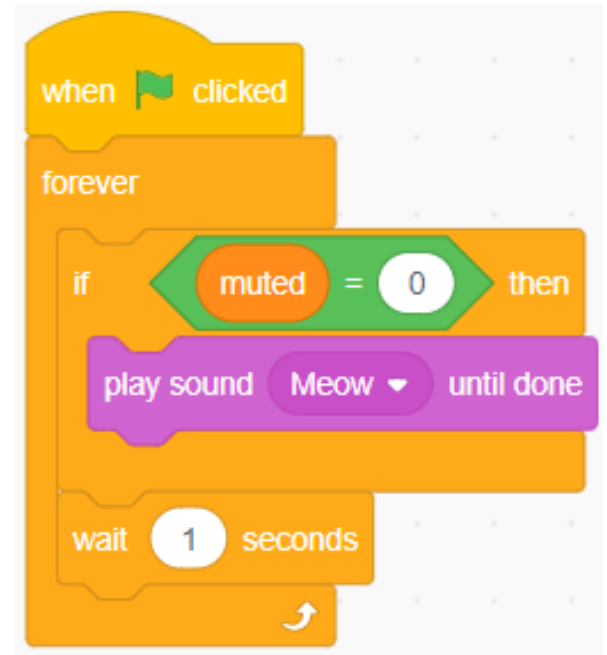 when clicked
forever
if muted = 0 then
play sound Meow until done
wait 1 seconds